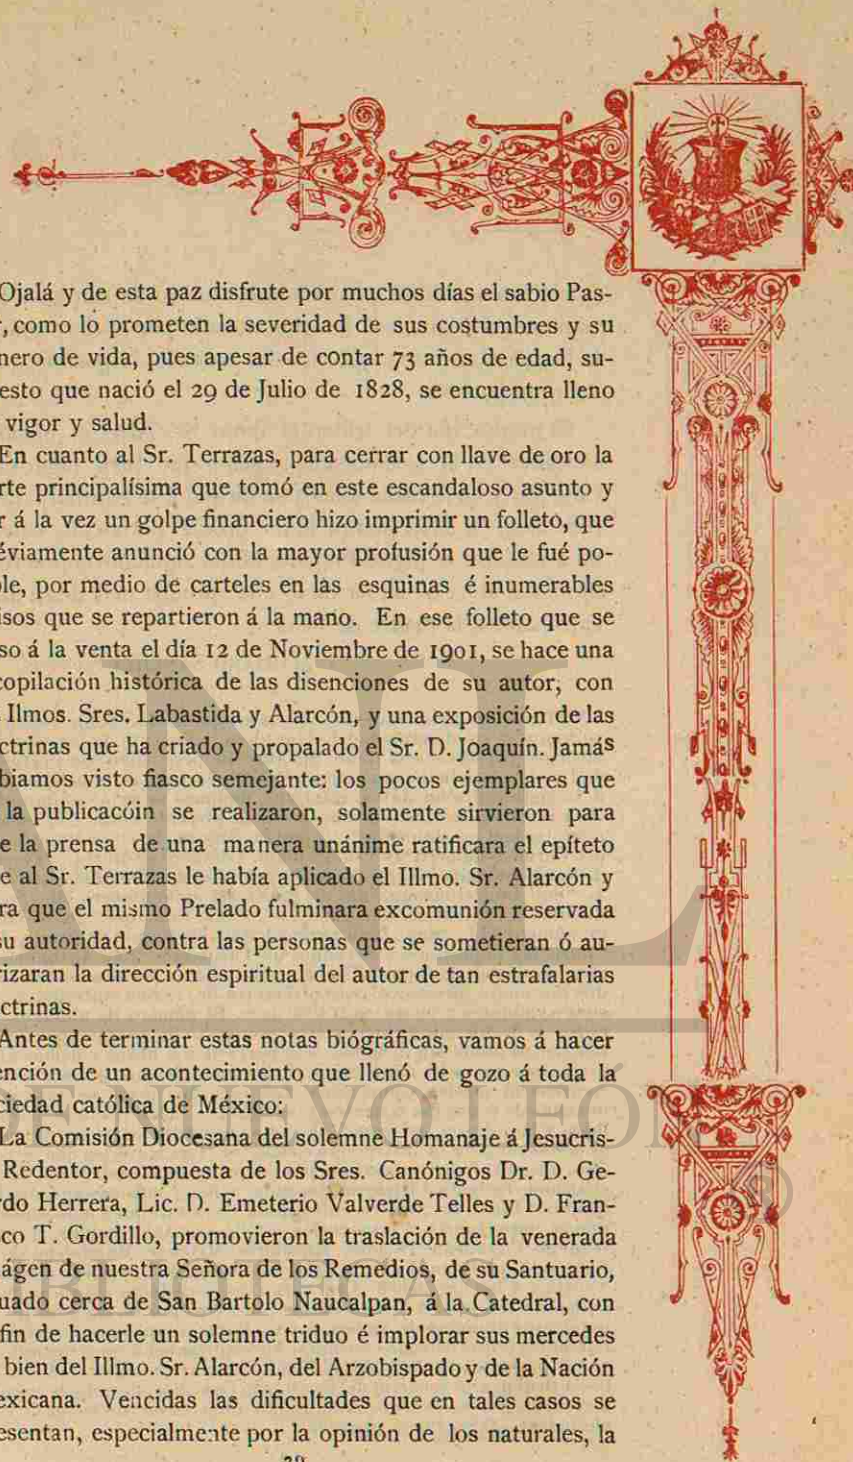 Ojalá y de esta paz disfrute por muchos días el sabio Pas-
, como lo prometen la severidad de sus costumbres y su
nero de vida, pues apesar de contar 73 años de edad, su-
esto que nació el 29 de Julio de 1828, se encuentra lleno
vigor y salud.
En cuanto al Sr. Terrazas, para cerrar con llave de oro la
rte principalísima que tomó en este escandaloso asunto y
r á la vez un golpe financiero hizo imprimir un folleto, que
éviamente anunció con la mayor profusión que le fué po-
le, por medio de carteles en las esquinas é inumerables
isos que se repartieron á la mano. En ese folleto que se
so á la venta el día 12 de Noviembre de 1901, se hace una
copilación histórica de las disenciones de su autor, con
Ilmos. Sres. Labastida y Alarcón, y una exposición de las
ctrinas que ha criado y propalado el Sr. D. Joaquín. Jamás
biamos visto fiasco semejante: los pocos ejemplares que
la publicacóin se realizaron, solamente sirvieron para
e la prensa de una manera unánime ratificara el epíteto
e al Sr. Terrazas le había aplicado el Illmo. Sr. Alarcón y
ra que el mismo Prelado fulminara excomunión reservada
su autoridad, contra las personas que se sometieran ó au-
rizaran la dirección espiritual del autor de tan estrafalarias
ctrinas.
Antes de terminar estas notas biógráficas, vamos á hacer
ención de un acontecimiento que llenó de gozo á toda la
ciedad católica de México:
La Comisión Diocesana del solemne Homanaje á Jesucris-
Redentor, compuesta de los Sres. Canónigos Dr. D. Ge-
rdo Herrera, Lic. D. Emeterio Valverde Telles y D. Fran-
co T. Gordillo, promovieron la traslación de la venerada
ágen de nuestra Señora de los Remedios, de su Santuario,
uado cerca de San Bartolo Naucalpan, á la Catedral, con
fin de hacerle un solemne triduo é implorar sus mercedes
bien del Illmo. Sr. Alarcón, del Arzobispado y de la Nación
exicana. Vencidas las dificultades que en tales casos se
esentan, especialmente por la opinión de los naturales, la